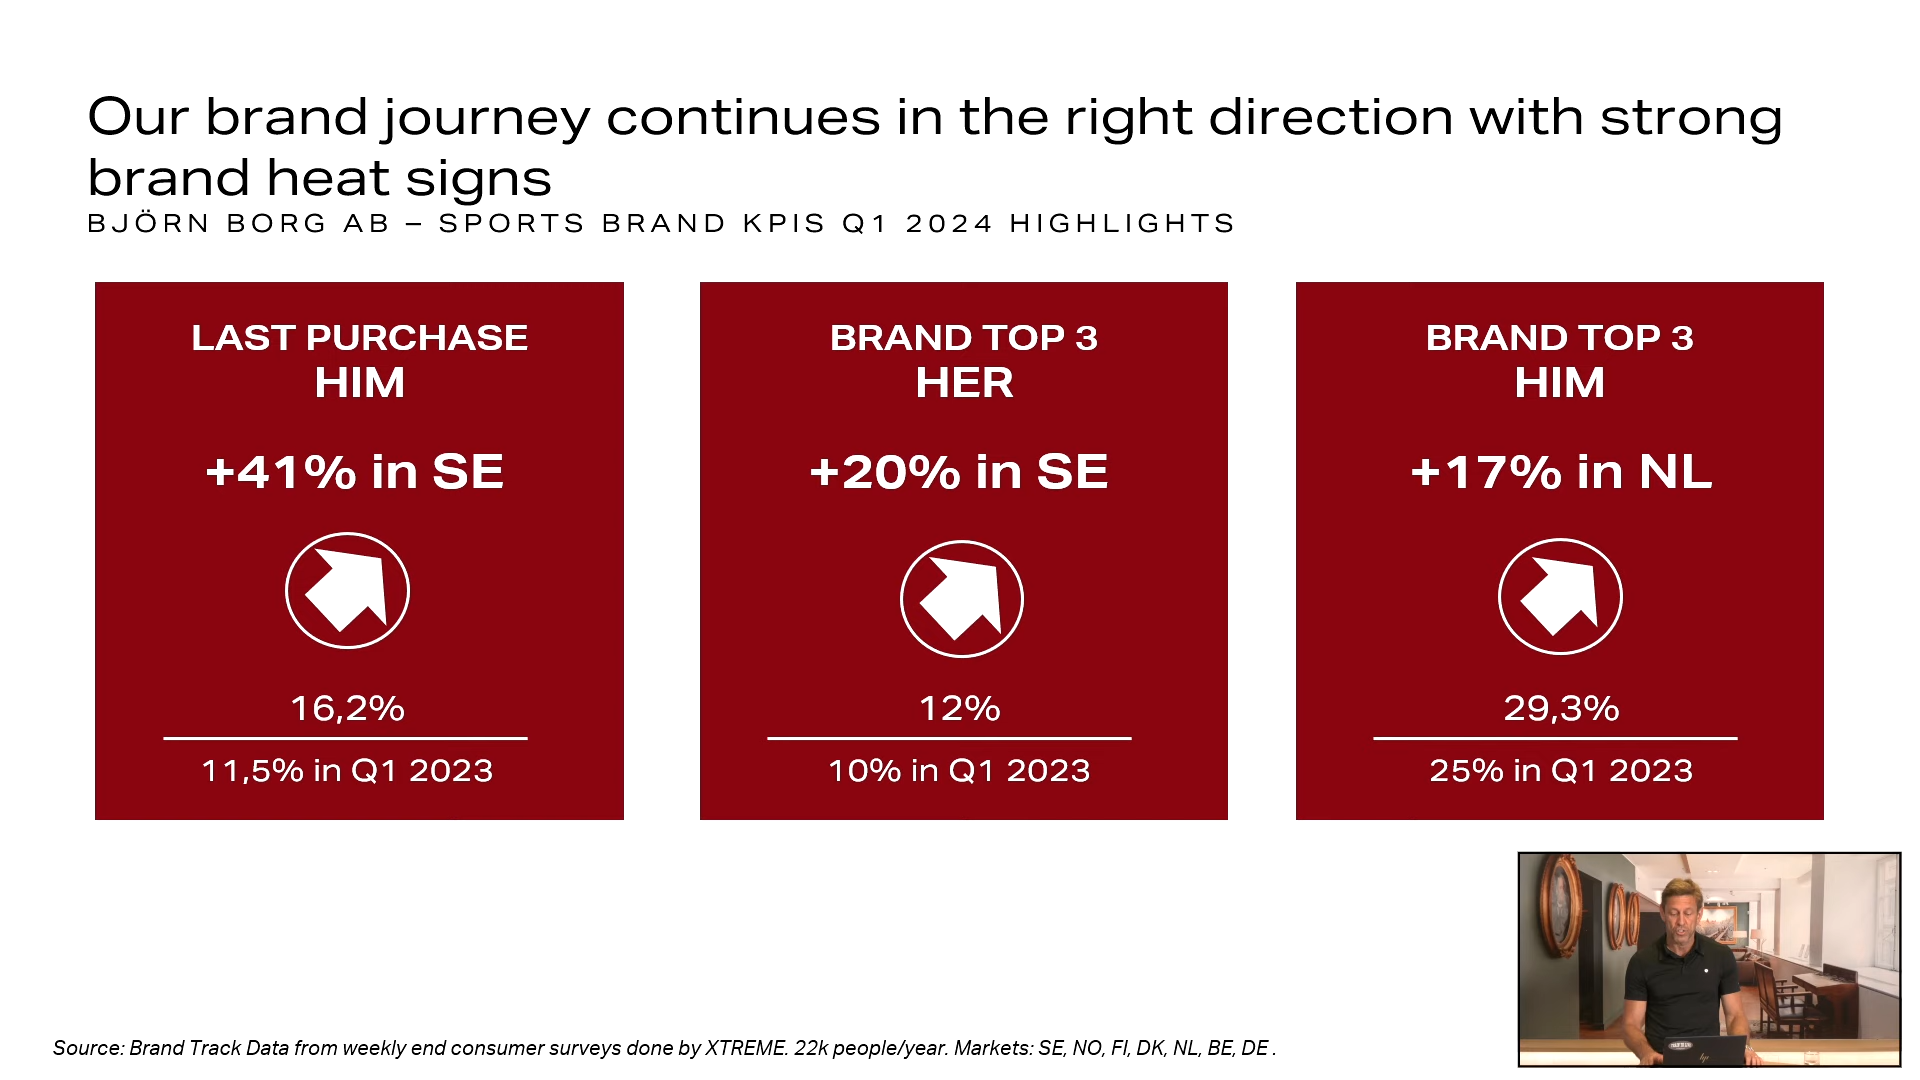 Our brand journey continues in the right direction with strong
brand heat signs
BJÖRN BORG AB – SPORTS BRAND KPIS Q1 2024 HIGHLIGHTS
LAST PURCHASE
HIM
+41% in SE
16,2%
11,5% in Q1 2023
BRAND TOP 3
HER
+20% in SE
12%
10% in Q1 2023
BRAND TOP 3
HIM
+17% in NL
29,3%
25% in Q1 2023
Source: Brand Track Data from weekly end consumer surveys done by XTREME. 22k people/year. Markets: SE, NO, FI, DK, NL, BE, DE .
hp